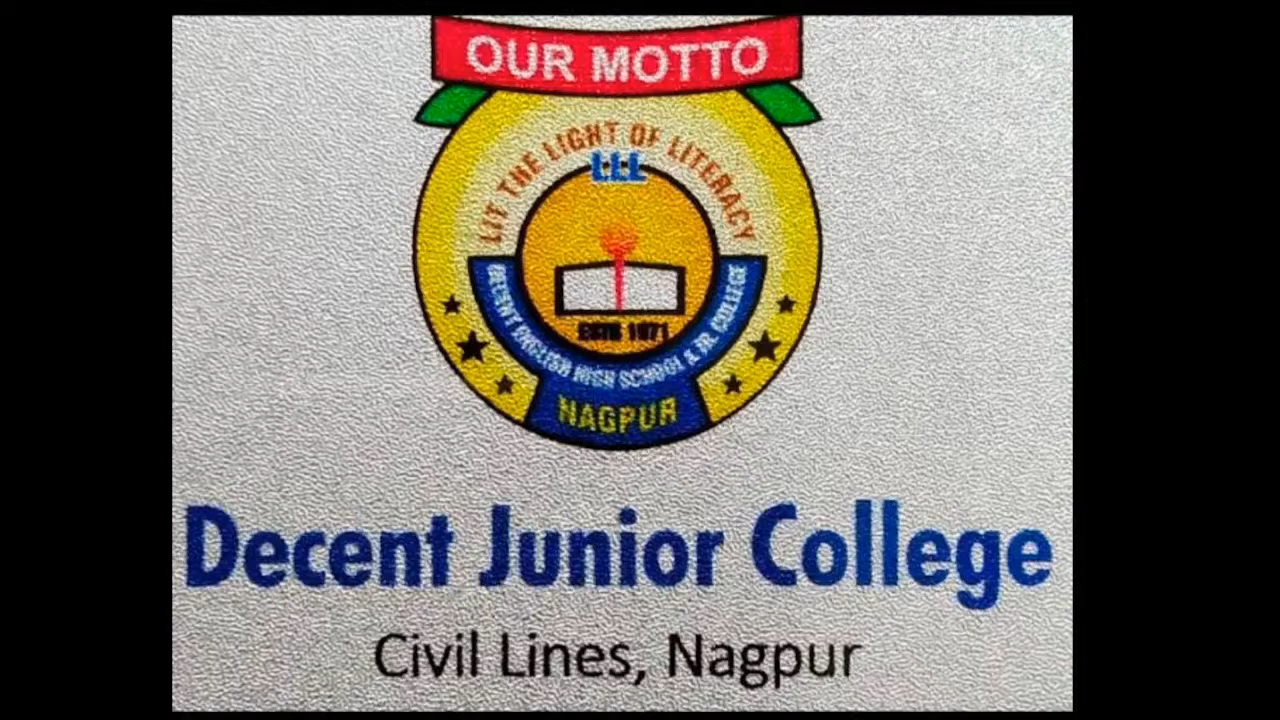 OUR MOTTO
LIT THE LIGHT OF LITERACY
LLL
ESTD 1971
DECENT ENGLISH HIGH SCHOOL & JR. COLLEGE
NAGPUR
Decent Junior College
Civil Lines, Nagpur